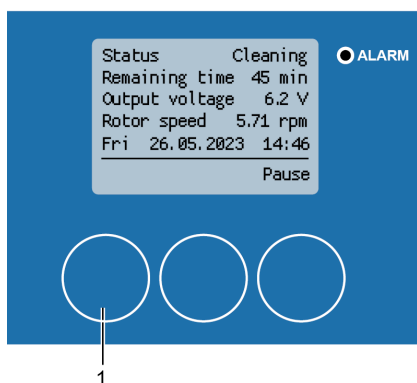 Status Cleaning
ALARM
Remaining time 45 min
Output voltage 6.2 V
Rotor speed 5.71 rpm
Fri 26.05.2023 14:46
Pause
1